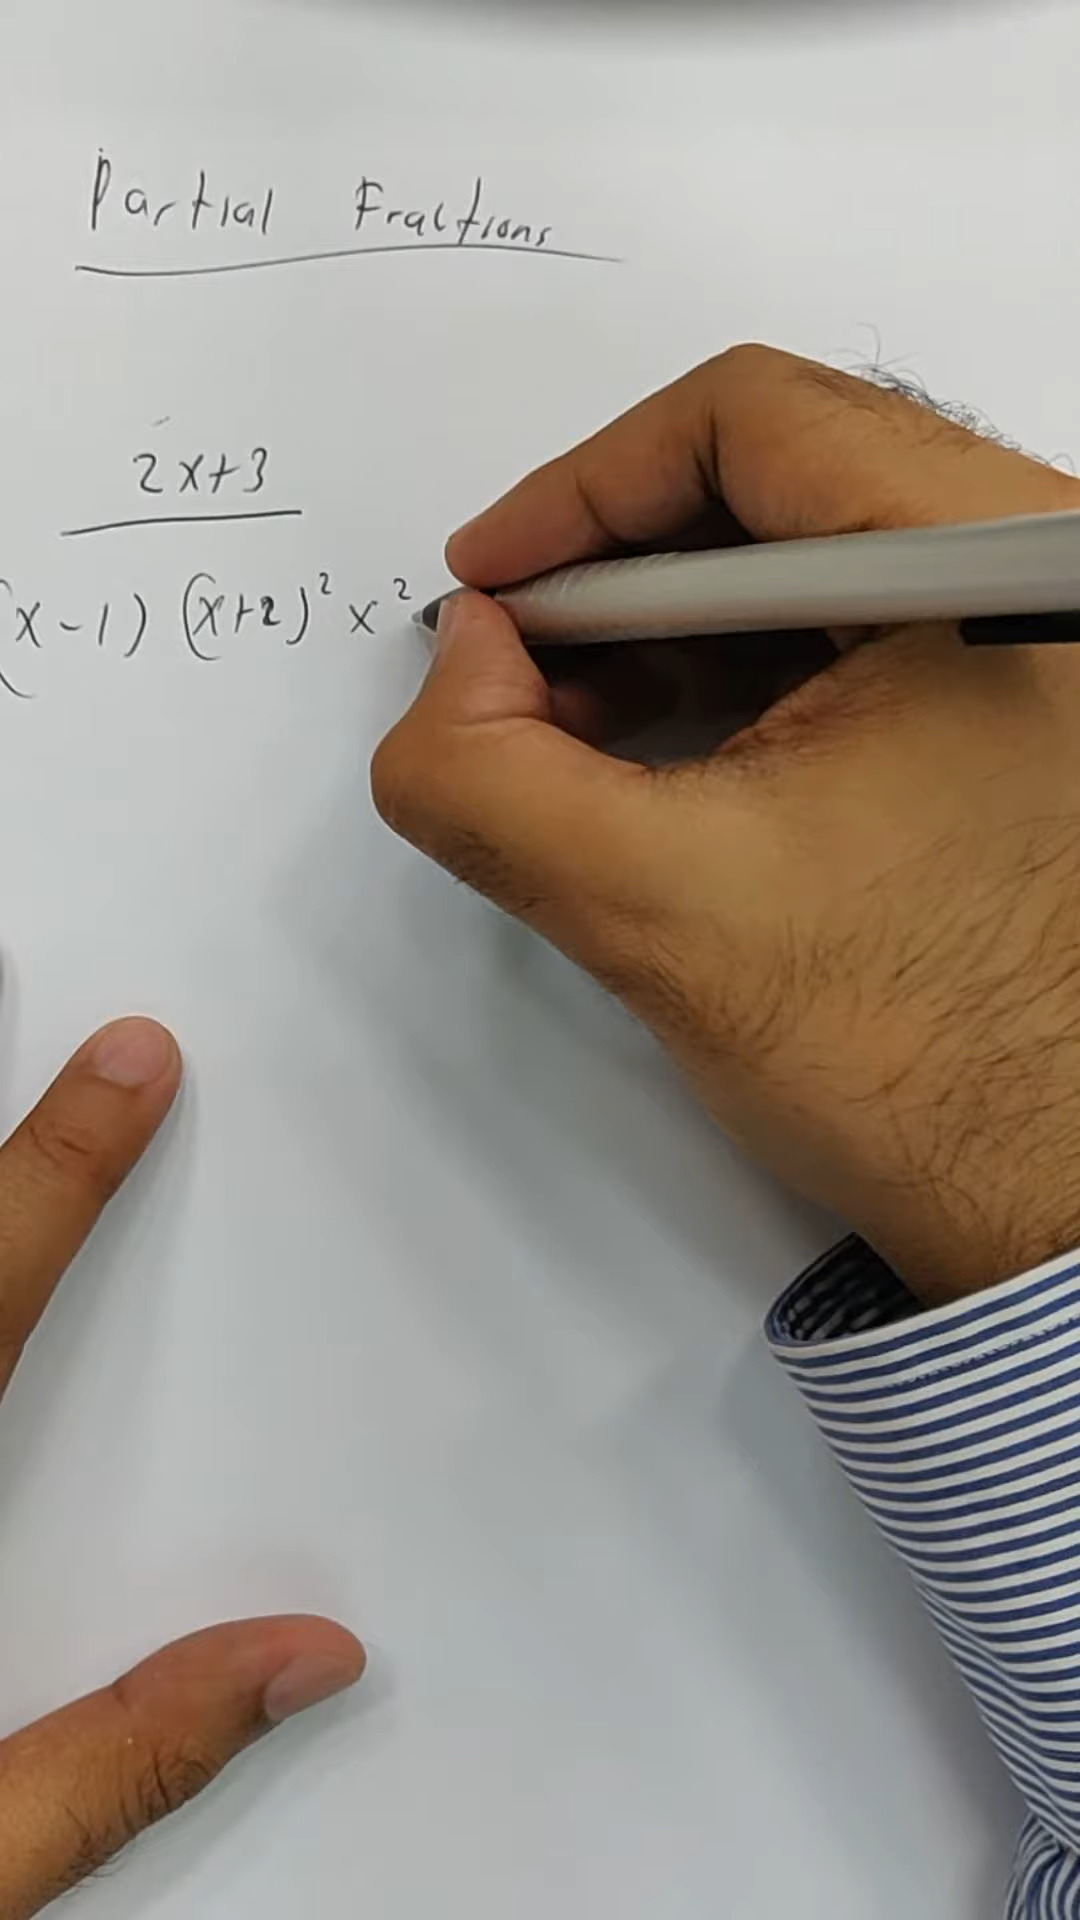 Partial Fractions
2x+3
(x-1) (x+2)² x²